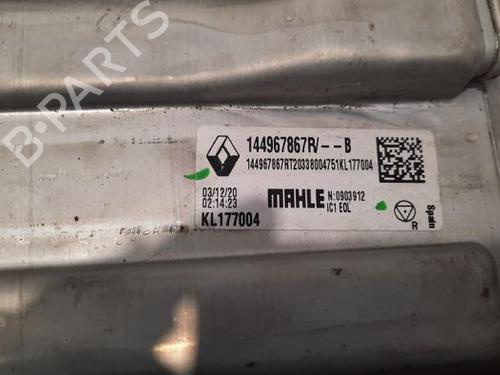 B-PARTS
144967867R/--B
144967867RT20338004751KL177004
03/12/20
02:14:23
KL177004
MAHLE
N:0903912
IC1 EOL
R
Spain